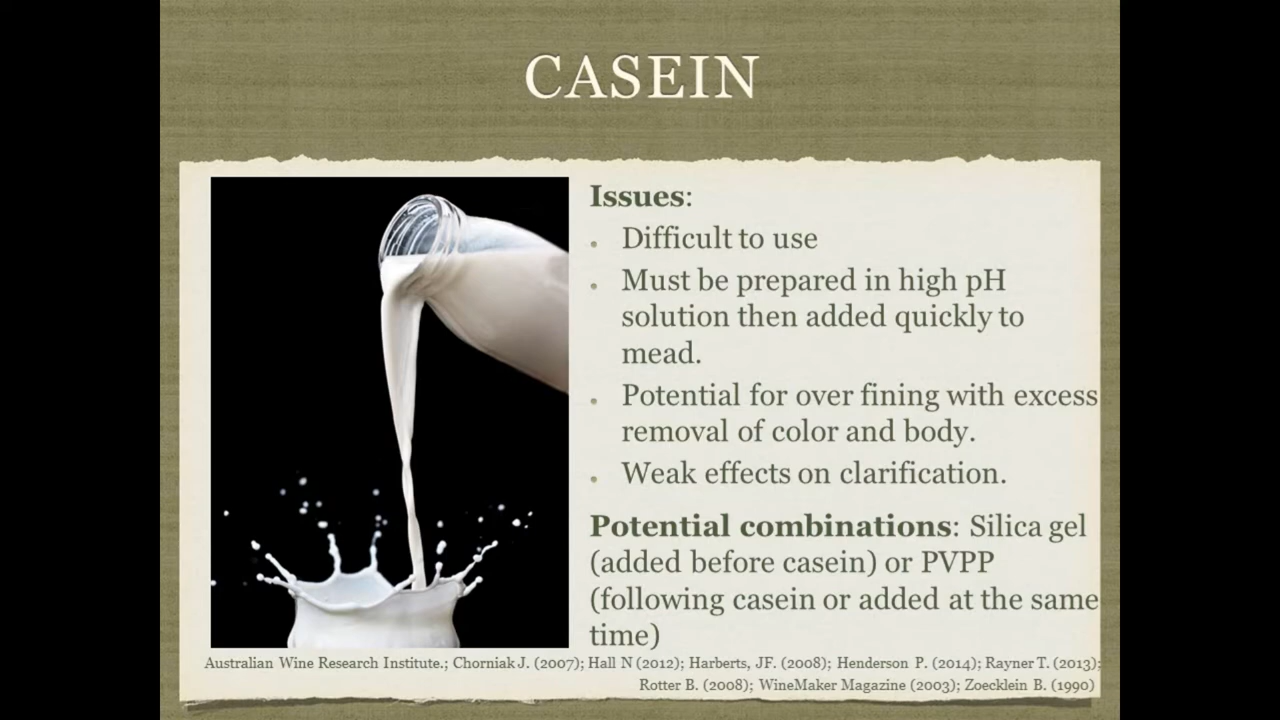 CASEIN
Issues:
Difficult to use
Must be prepared in high pH
solution then added quickly to
mead.
Potential for over fining with excess
removal of color and body.
Weak effects on clarification.
Potential combinations: Silica gel
(added before casein) or PVPP
(following casein or added at the same
time)
Australian Wine Research Institute.; Chorniak J. (2007); Hall N (2012); Harberts, JF. (2008); Henderson P. (2014); Rayner T. (2013);
Rotter B. (2008); WineMaker Magazine (2003); Zoecklein B. (1990)